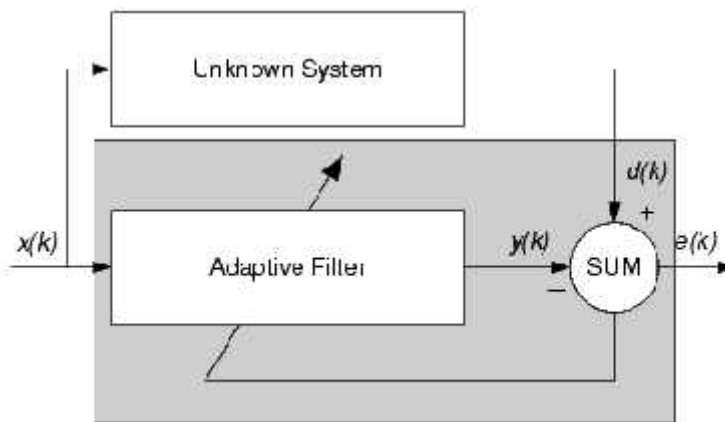 Unknown System
d(k)
+
x(k)
Adaptive Filter
y(k)
SUM
e(k)
−